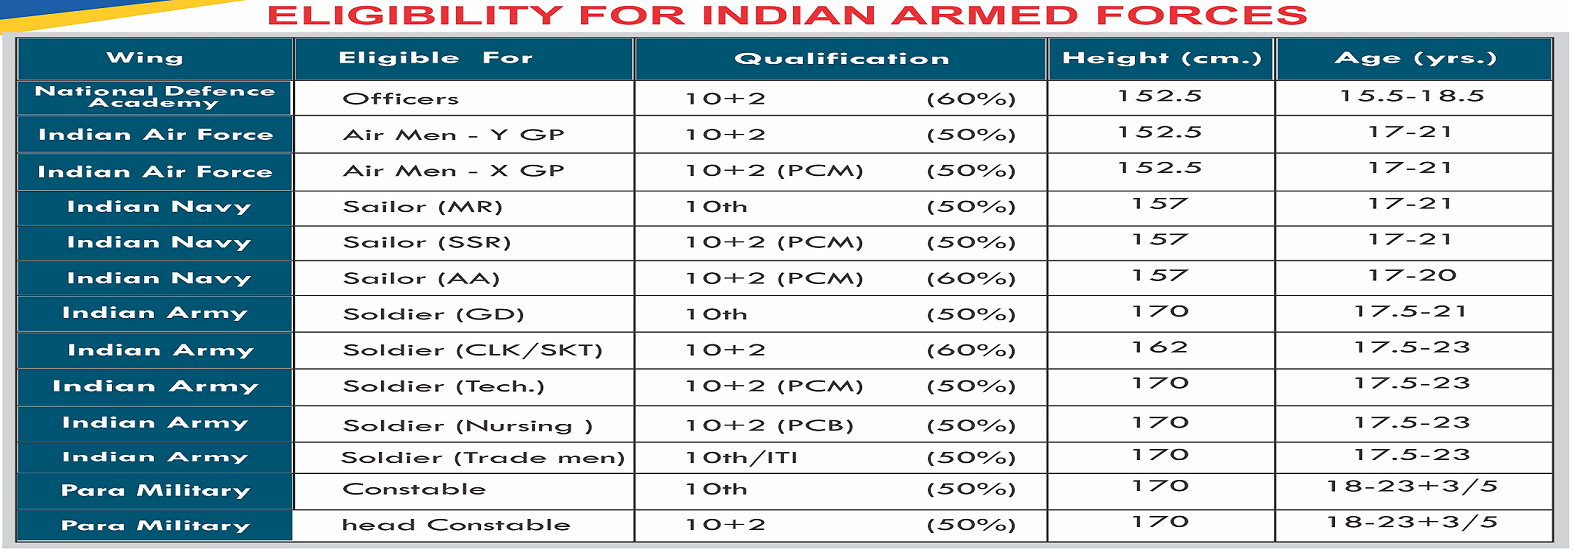 ELIGIBILITY FOR INDIAN ARMED FORCES
Wing Eligible For Qualification Height (cm.) Age (yrs.)
National Defence Academy Officers 10+2 (60%) 152.5 15.5-18.5
Indian Air Force Air Men - Y GP 10+2 (50%) 152.5 17-21
Indian Air Force Air Men - X GP 10+2 (PCM) (50%) 152.5 17-21
Indian Navy Sailor (MR) 10th (50%) 157 17-21
Indian Navy Sailor (SSR) 10+2 (PCM) (50%) 157 17-21
Indian Navy Sailor (AA) 10+2 (PCM) (60%) 157 17-20
Indian Army Soldier (GD) 10th (50%) 170 17.5-21
Indian Army Soldier (CLK/SKT) 10+2 (60%) 162 17.5-23
Indian Army Soldier (Tech.) 10+2 (PCM) (50%) 170 17.5-23
Indian Army Soldier (Nursing ) 10+2 (PCB) (50%) 170 17.5-23
Indian Army Soldier (Trade men) 10th/ITI (50%) 170 17.5-23
Para Military Constable 10th (50%) 170 18-23+3/5
Para Military head Constable 10+2 (50%) 170 18-23+3/5